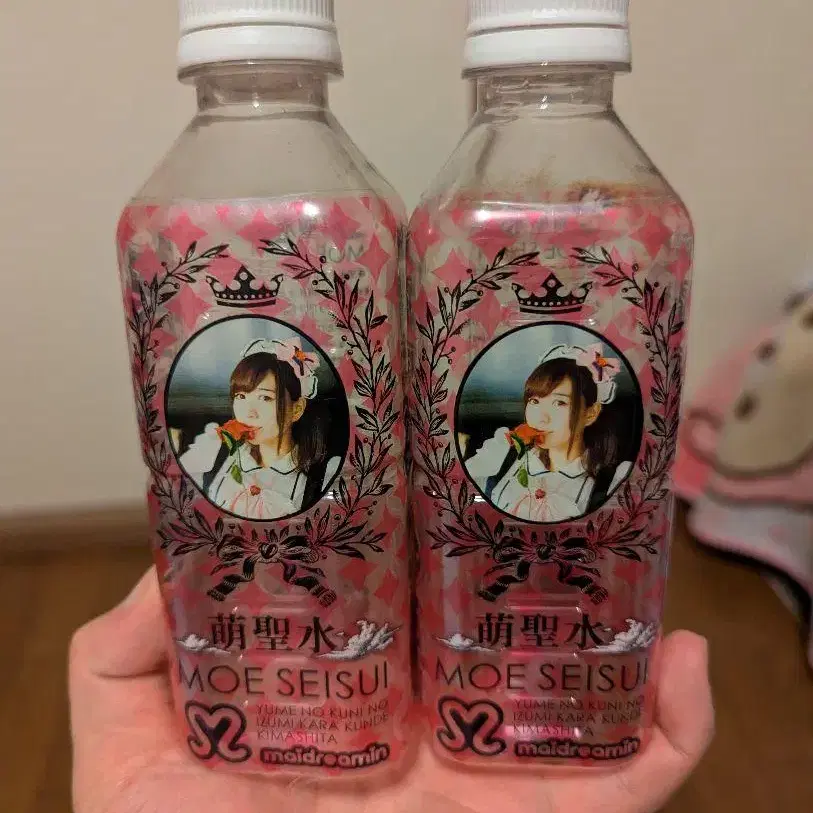 萌聖水
MOE SEISUI
YUME NO KUNI NO
IZUMI KARA KUNDE
KIMASHITA
maidreamin
萌聖水
MOE SEISUI
YUME NO KUNI NO
IZUMI KARA KUNDE
KIMASHITA
maidreamin